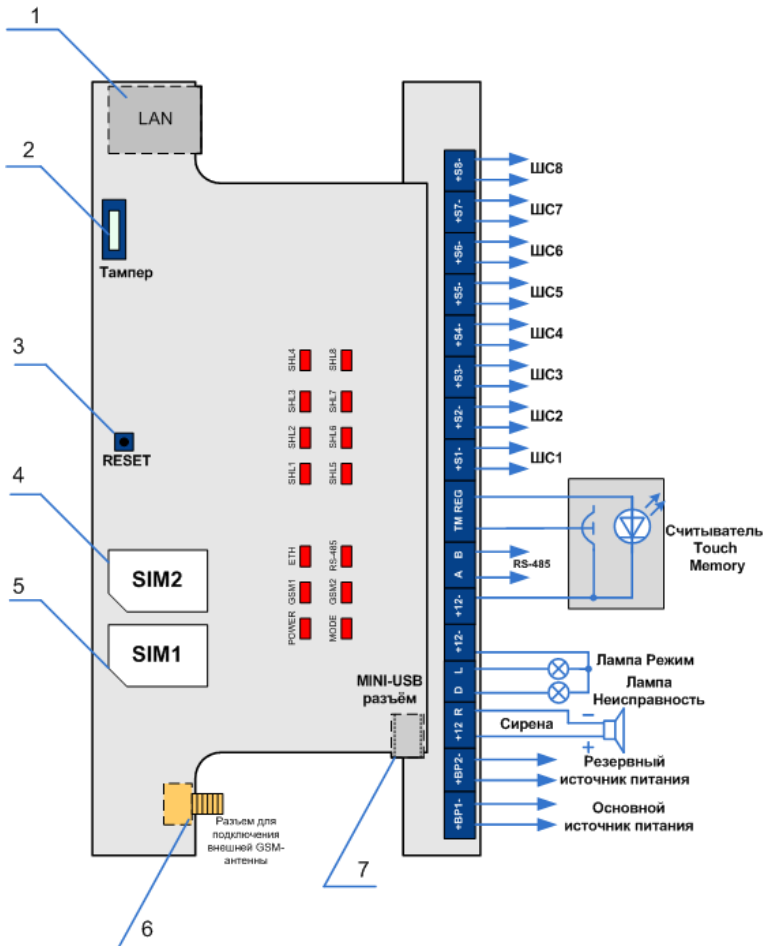 1
LAN
2
Тампер
3
RESET
4
SIM2
5
SIM1
SHL4
SHL8
SHL3
SHL7
SHL2
SHL6
SHL1
SHL5
ETH
RS-485
GSM1
GSM2
POWER
MODE
MINI-USB
разъём
Разъем для
подключения
внешней GSM-
антенны
6
7
+S8-
ШС8
+S7-
ШС7
+S6-
ШС6
+S5-
ШС5
+S4-
ШС4
+S3-
ШС3
+S2-
ШС2
+S1-
ШС1
TM REG
A B
RS-485
+12-
Считыватель
Touch
Memory
+12-
D L
Лампа Режим
Лампа
Неисправность
+12 R
Сирена
–
+
+BP2-
Резервный
источник питания
+BP1-
Основной
источник питания